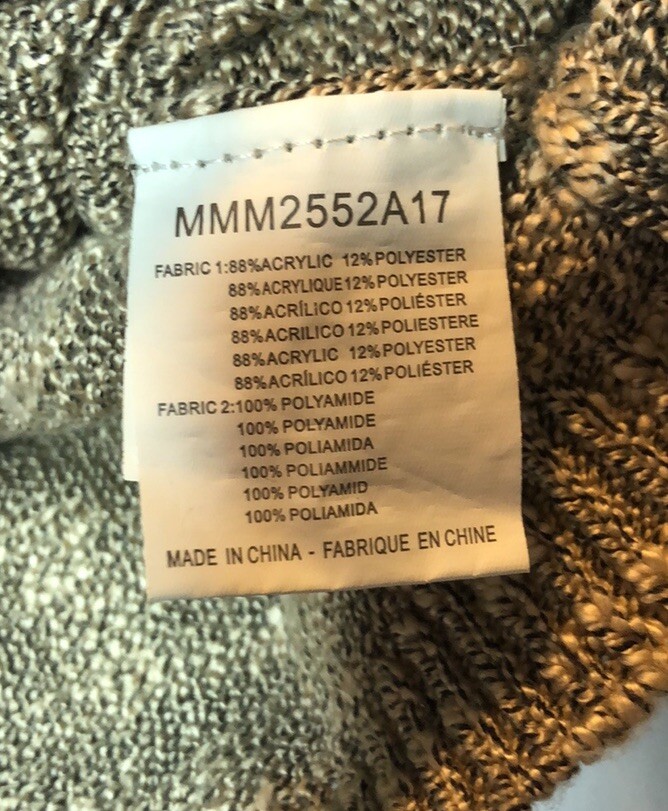 MMM2552A17
FABRIC 1:88%ACRYLIC 12%POLYESTER
88%ACRYLIQUE12%POLYESTER
88%ACRÍLICO 12%POLIÉSTER
88%ACRILICO 12%POLIESTERE
88%ACRYLIC 12%POLYESTER
88%ACRÍLICO 12%POLIÉSTER
FABRIC 2:100% POLYAMIDE
100% POLYAMIDE
100% POLIAMIDA
100% POLIAMMIDE
100% POLYAMID
100% POLIAMIDA
MADE IN CHINA - FABRIQUE EN CHINE